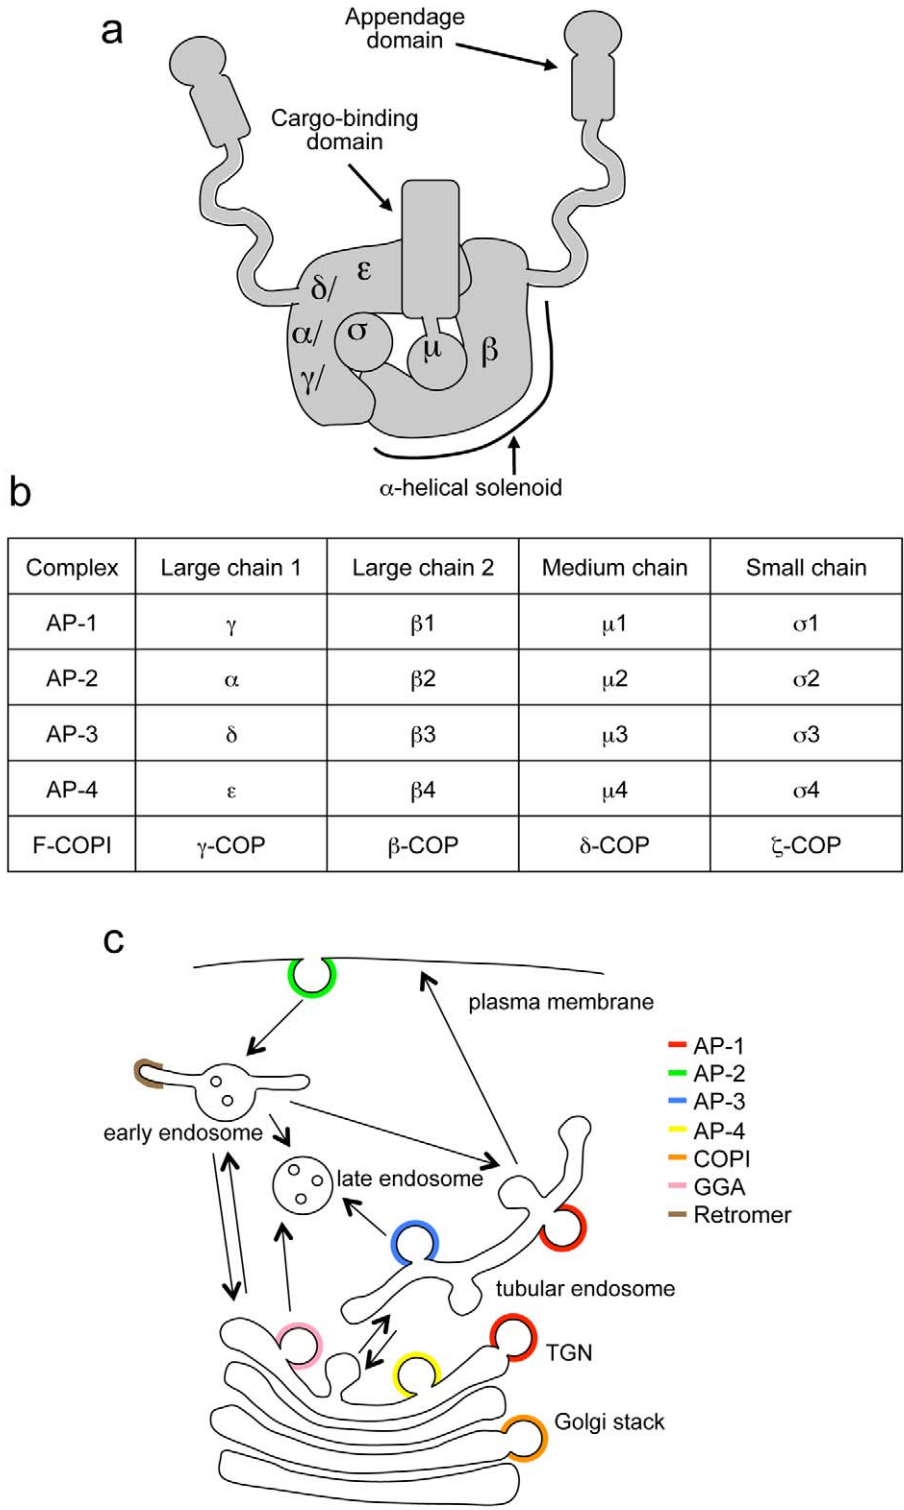 a
Appendage
domain
Cargo-binding
domain
δ/ ε
α/ σ
γ/ μ β
α-helical solenoid
b
Complex Large chain 1 Large chain 2 Medium chain Small chain
AP-1 γ β1 μ1 σ1
AP-2 α β2 μ2 σ2
AP-3 δ β3 μ3 σ3
AP-4 ε β4 μ4 σ4
F-COPI γ-COP β-COP δ-COP ζ-COP
c
plasma membrane
early endosome
late endosome
tubular endosome
TGN
Golgi stack
AP-1
AP-2
AP-3
AP-4
COPI
GGA
Retromer